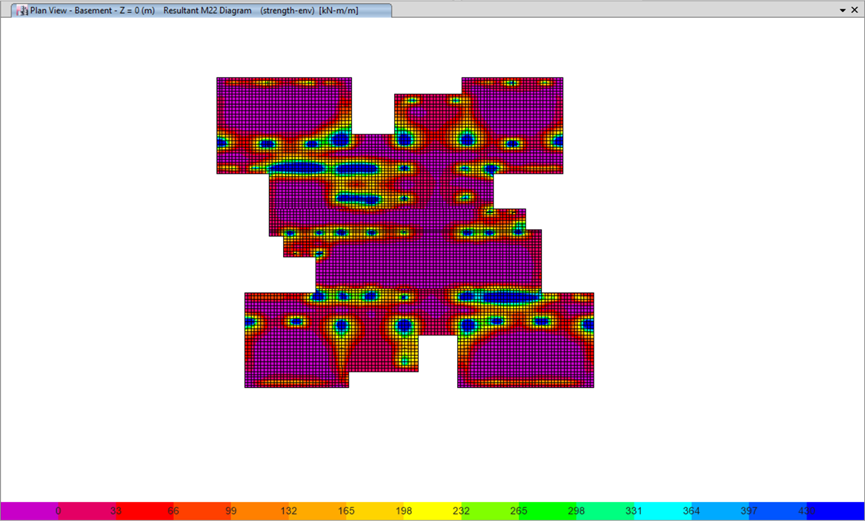 Plan View - Basement - Z = 0 (m) Resultant M22 Diagram (strength-env) [kN-m/m]
0 33 66 99 132 165 198 232 265 298 331 364 397